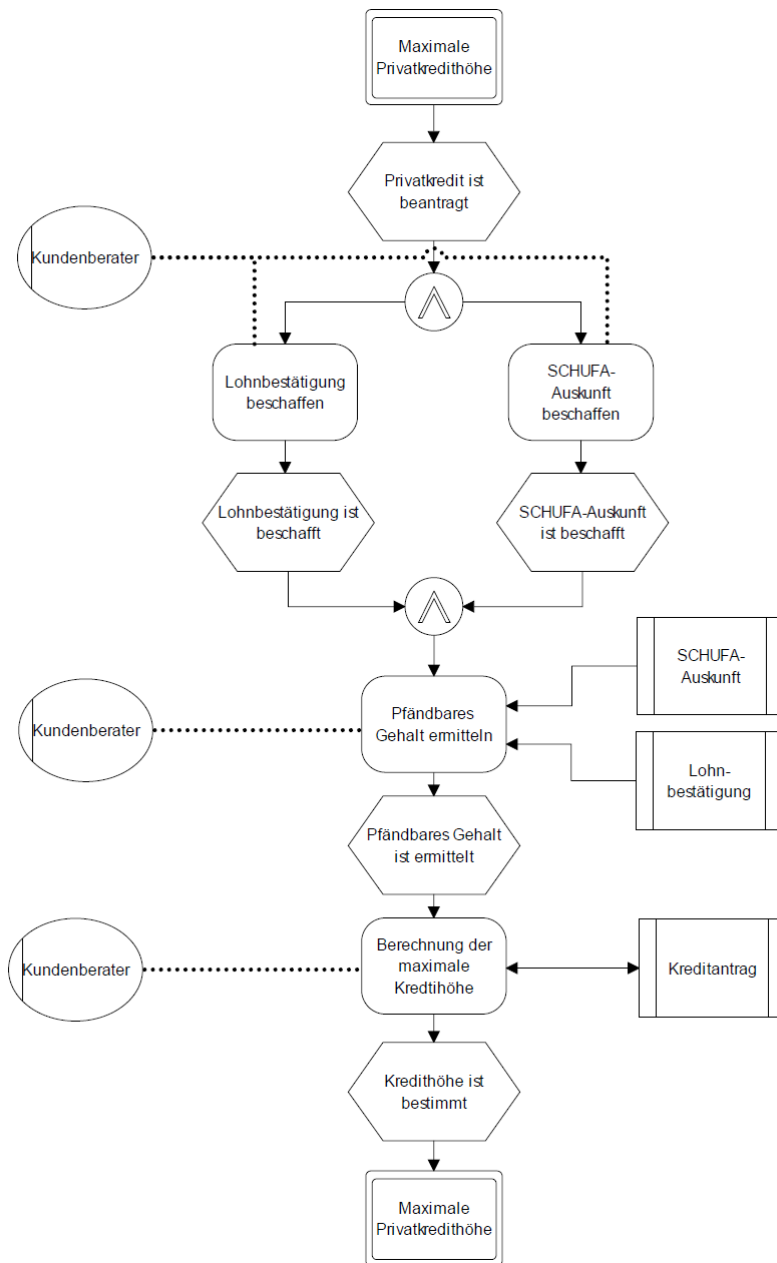 Maximale
Privatkredithöhe
Privatkredit ist
beantragt
Kundenberater
Lohnbestätigung
beschaffen
SCHUFA-
Auskunft
beschaffen
Lohnbestätigung ist
beschafft
SCHUFA-Auskunft
ist beschafft
SCHUFA-
Auskunft
Kundenberater
Pfändbares
Gehalt ermitteln
Lohn-
bestätigung
Pfändbares Gehalt
ist ermittelt
Kundenberater
Berechnung der
maximale
Kredtihöhe
Kreditantrag
Kredithöhe ist
bestimmt
Maximale
Privatkredithöhe